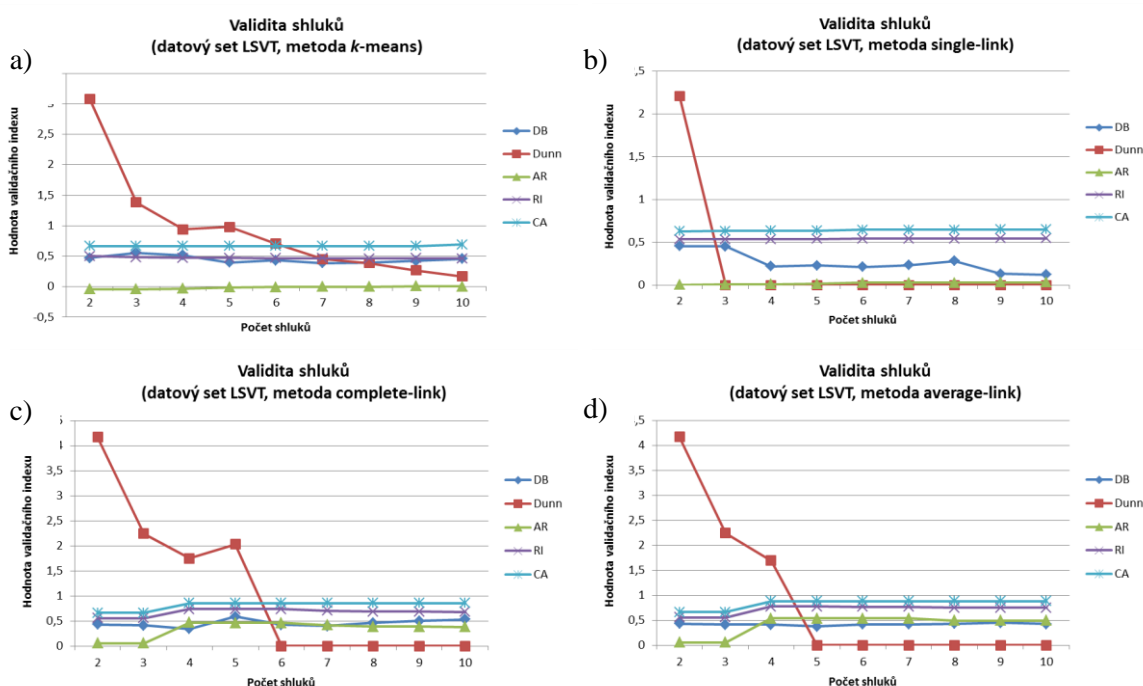 a)
Validita shluků
(datový set LSVT, metoda k-means)
Hodnota validačního indexu
2,5
2
1,5
1
0,5
0
-0,5
2 3 4 5 6 7 8 9 10
Počet shluků
DB
Dunn
AR
RI
CA
b)
Validita shluků
(datový set LSVT, metoda single-link)
Hodnota validačního indexu
,5
2
1,5
1
0,5
0
2 3 4 5 6 7 8 9 10
Počet shluků
DB
Dunn
AR
RI
CA
c)
Validita shluků
(datový set LSVT, metoda complete-link)
Hodnota validačního indexu
4
3,5
3
2,5
2
1,5
1
0,5
0
2 3 4 5 6 7 8 9 10
Počet shluků
DB
Dunn
AR
RI
CA
d)
Validita shluků
(datový set LSVT, metoda average-link)
Hodnota validačního indexu
,5
4
3,5
3
2,5
2
1,5
1
0,5
0
2 3 4 5 6 7 8 9 10
Počet shluků
DB
Dunn
AR
RI
CA